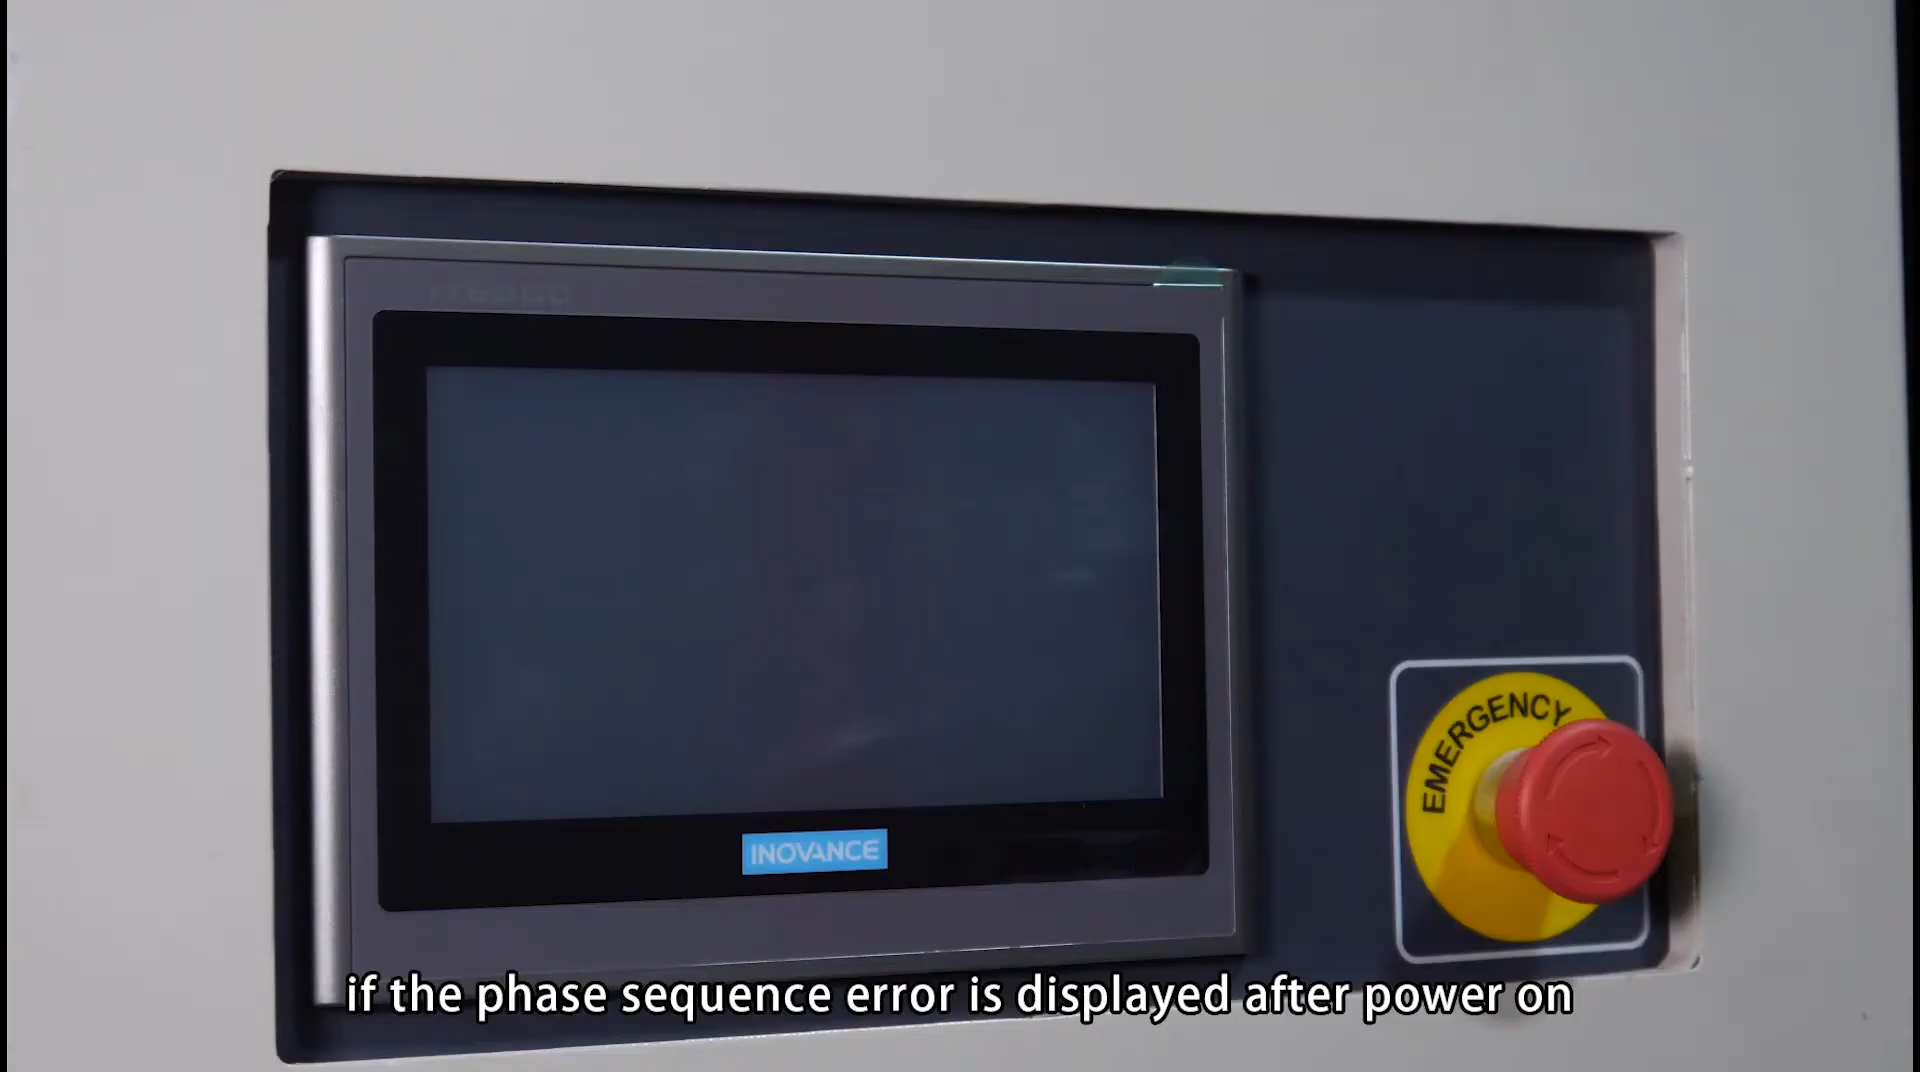 INOVANCE
EMERGENCY
if the phase sequence error is displayed after power on